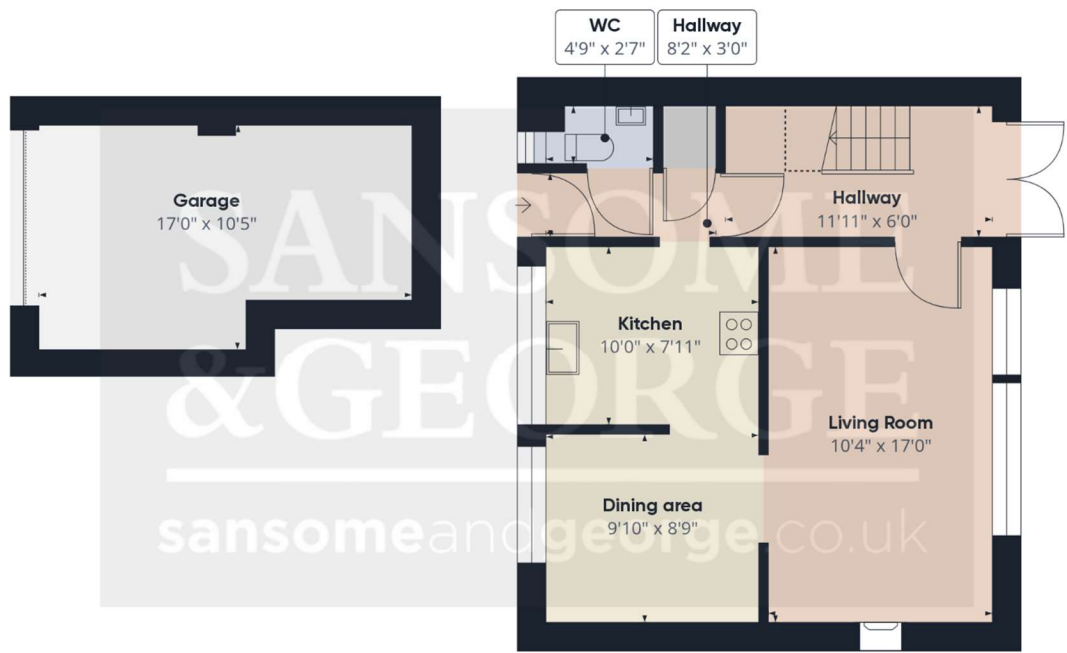 WC
4'9" x 2'7"
Hallway
8'2" x 3'0"
Garage
17'0" x 10'5"
Hallway
11'11" x 6'0"
Kitchen
10'0" x 7'11"
Living Room
10'4" x 17'0"
Dining area
9'10" x 8'9"
SANSOME
&GEORGE
sansomeandgeorge.co.uk